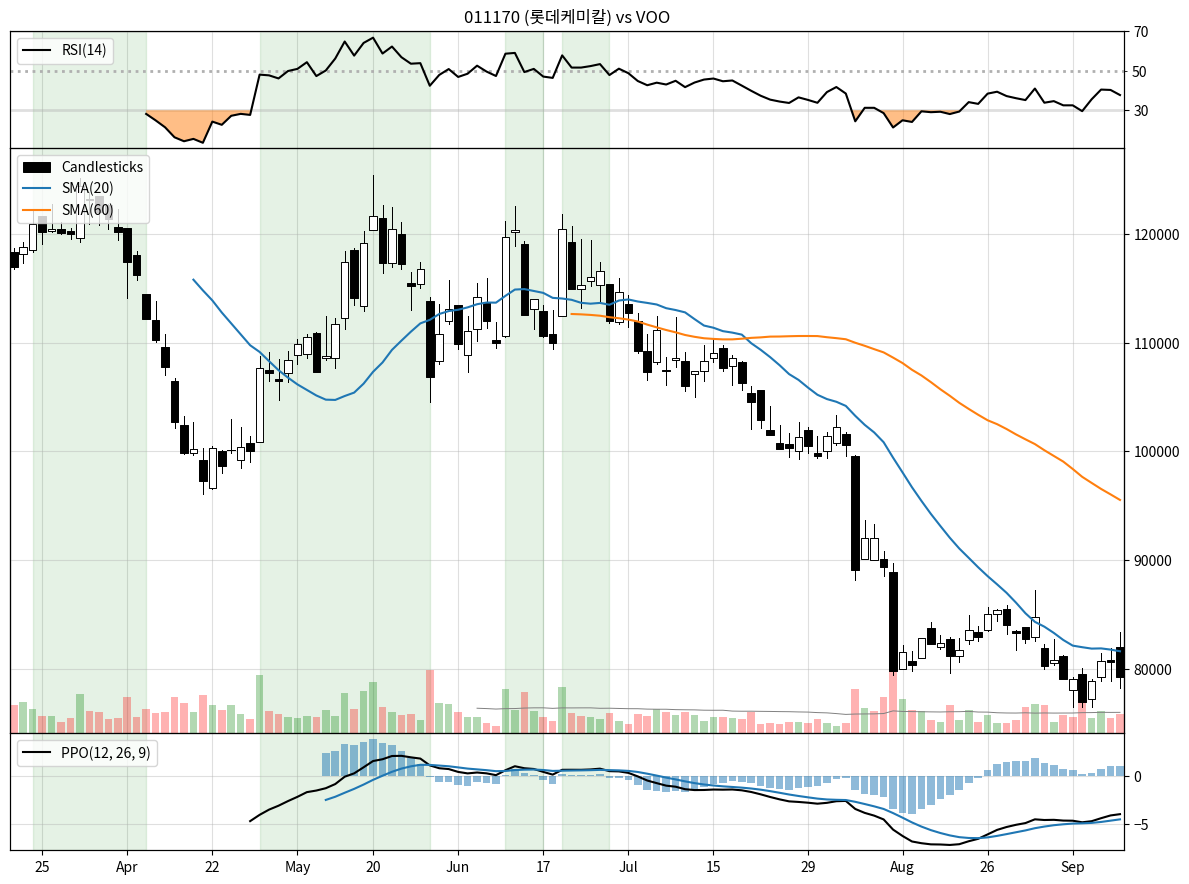 011170 (롯데케미칼) vs VOO
RSI(14)
70
50
30
Candlesticks
SMA(20)
SMA(60)
120000
110000
100000
90000
80000
PPO(12, 26, 9)
0
−5
25 Apr 22 May 20 Jun 17 Jul 15 29 Aug 26 Sep